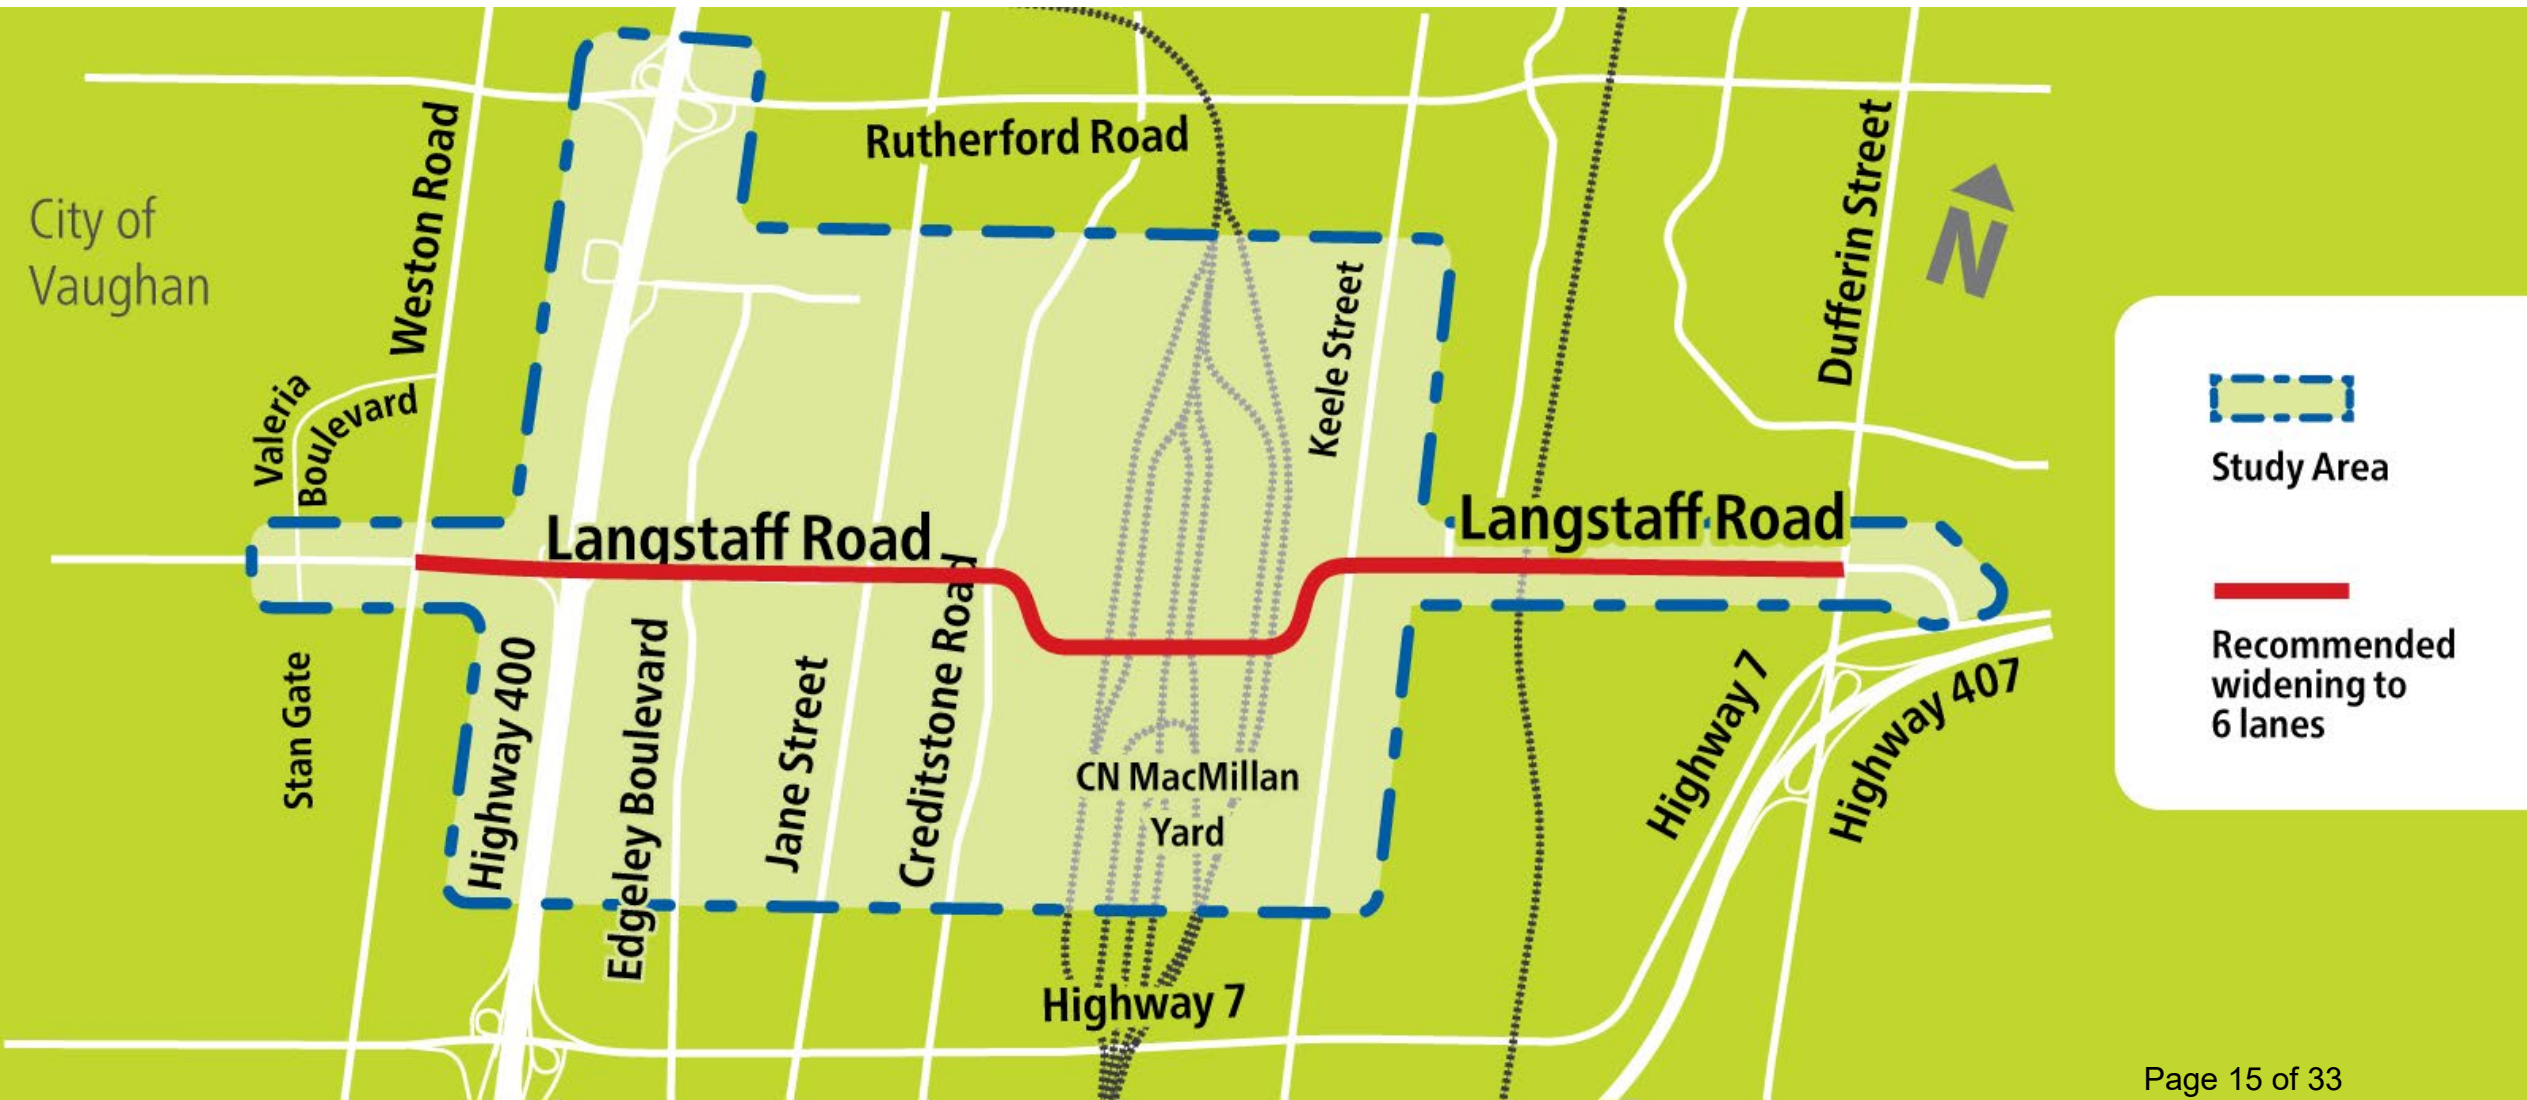 City of
Vaughan
Weston Road
Rutherford Road
Dufferin Street
N
Keele Street
Valeria
Boulevard
Langstaff Road
Langstaff Road
Stan Gate
Highway 400
Edgeley Boulevard
Jane Street
Creditstone Road
CN MacMillan
Yard
Highway 7
Highway 407
Highway 7
Study Area
Recommended
widening to
6 lanes
Page 15 of 33